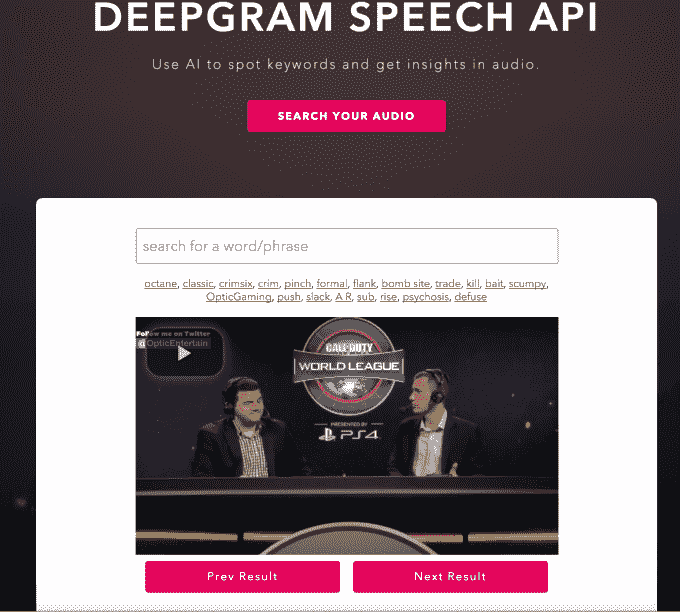 DEEPGRAM SPEECH API
Use AI to spot keywords and get insights in audio.
SEARCH YOUR AUDIO
search for a word/phrase
octane, classic, crimsix, crim, pinch, formal, flank, bomb site, trade, kill, bait, scumpy,
OpticGaming, push, slack, A R, sub, rise, psychosis, defuse
Follow me on Twitter
@OpticEntertain
CALL OF DUTY
WORLD LEAGUE
PRESENTED BY
PS4
Prev Result
Next Result